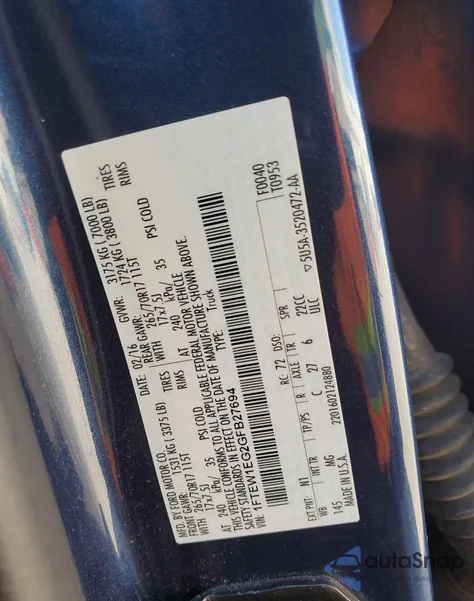 MFD. BY FORD MOTOR CO.
DATE: 02/16 GVWR: 3175 KG ( 7000 LB)
FRONT GAWR: 1531 KG ( 3375 LB) REAR GAWR: 1724 KG ( 3800 LB)
265/70R17 115T TIRES 265/70R17 115T TIRES
WITH 17x7.5J RIMS WITH 17x7.5J RIMS
AT 240 kPa/ 35 PSI COLD AT 240 kPa/ 35 PSI COLD
THIS VEHICLE CONFORMS TO ALL APPLICABLE FEDERAL MOTOR VEHICLE
SAFETY STANDARDS IN EFFECT ON THE DATE OF MANUFACTURE SHOWN ABOVE.
VIN: 1FTEW1EG2GFB27694 TYPE: Truck
F0040
T0953
EXT PNT: N1 RC: 72 DSO:
WB INT TR TP/PS R AXLE TR SPR
145 C 27 6 22CC
ULC
MADE IN U.S.A. 2201602124880 ▽5U5A-3520472-AA
autoSnap